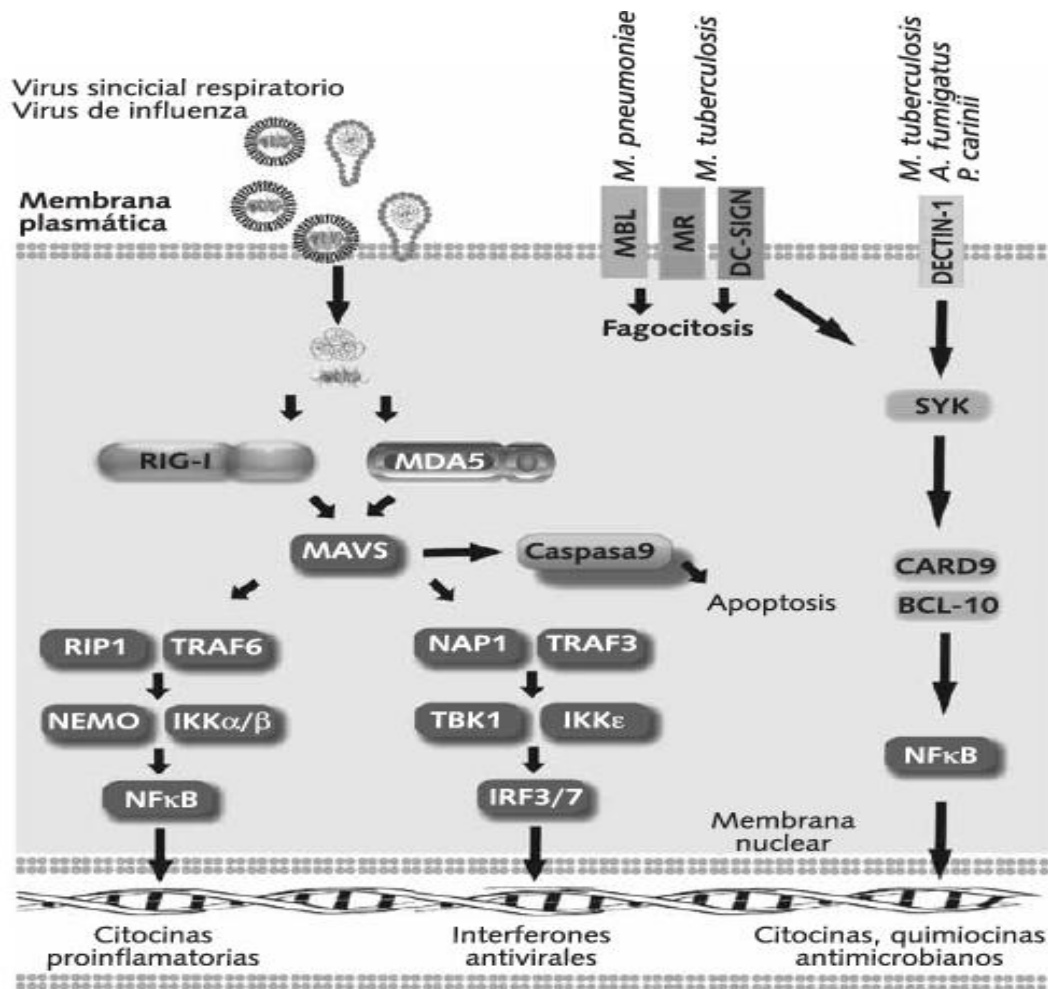 Virus sincicial respiratorio
Virus de influenza
Membrana
plasmática
M. pneumoniae
M. tuberculosis
M. tuberculosis
A. fumigatus
P. carinii
MBL
MR
DC-SIGN
DECTIN-1
Fagocitosis
SYK
RIG-I
MDA5
MAVS
Caspasa9
Apoptosis
CARD9
BCL-10
RIP1
TRAF6
NAP1
TRAF3
NEMO
IKKα/β
TBK1
IKKε
NFκB
IRF3/7
NFκB
Membrana
nuclear
Citocinas
proinflamatorias
Interferones
antivirales
Citocinas, quimiocinas
antimicrobianos